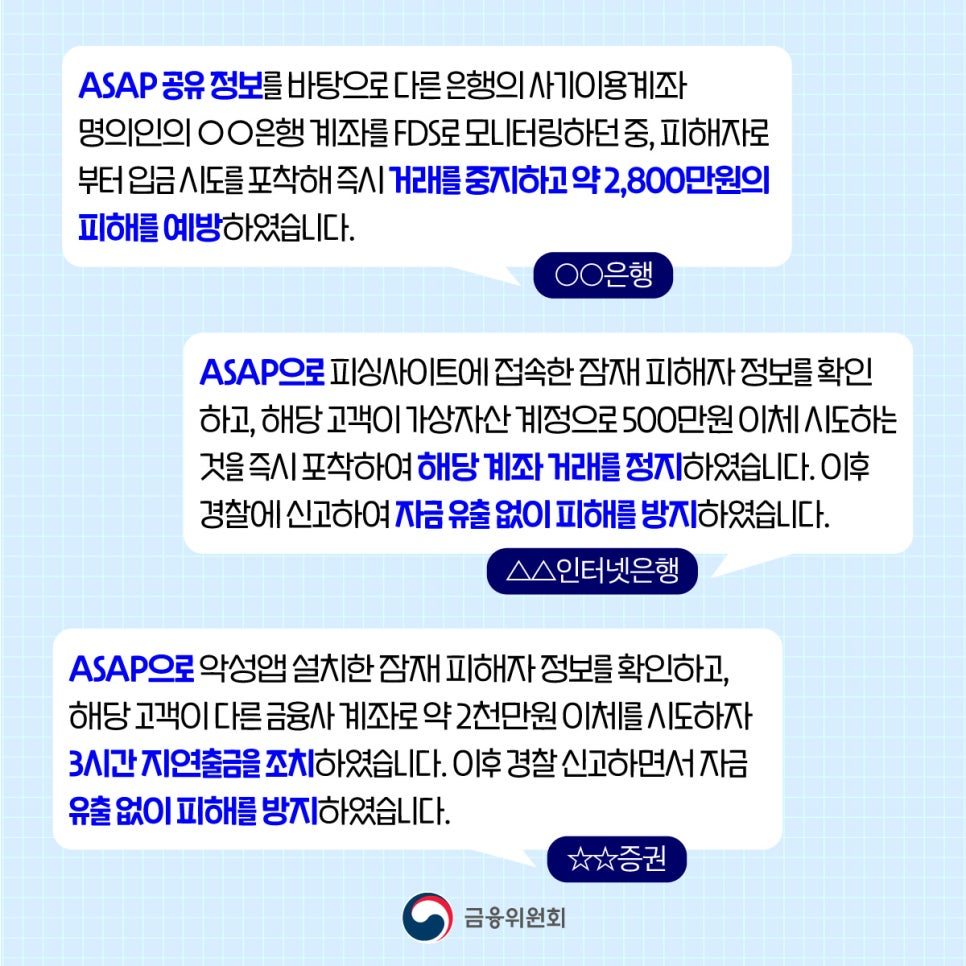 ASAP 공유 정보를 바탕으로 다른 은행의 사기이용계좌
명의인의 ○○은행 계좌를 FDS로 모니터링하던 중, 피해자로
부터 입금 시도를 포착해 즉시 거래를 중지하고 약 2,800만원의
피해를 예방하였습니다.
○○은행
ASAP으로 피싱사이트에 접속한 잠재 피해자 정보를 확인
하고, 해당 고객이 가상자산 계정으로 500만원 이체 시도하는
것을 즉시 포착하여 해당 계좌 거래를 정지하였습니다. 이후
경찰에 신고하여 자금 유출 없이 피해를 방지하였습니다.
△△인터넷은행
ASAP으로 악성앱 설치한 잠재 피해자 정보를 확인하고,
해당 고객이 다른 금융사 계좌로 약 2천만원 이체를 시도하자
3시간 지연출금을 조치하였습니다. 이후 경찰 신고하면서 자금
유출 없이 피해를 방지하였습니다.
☆☆증권
금융위원회